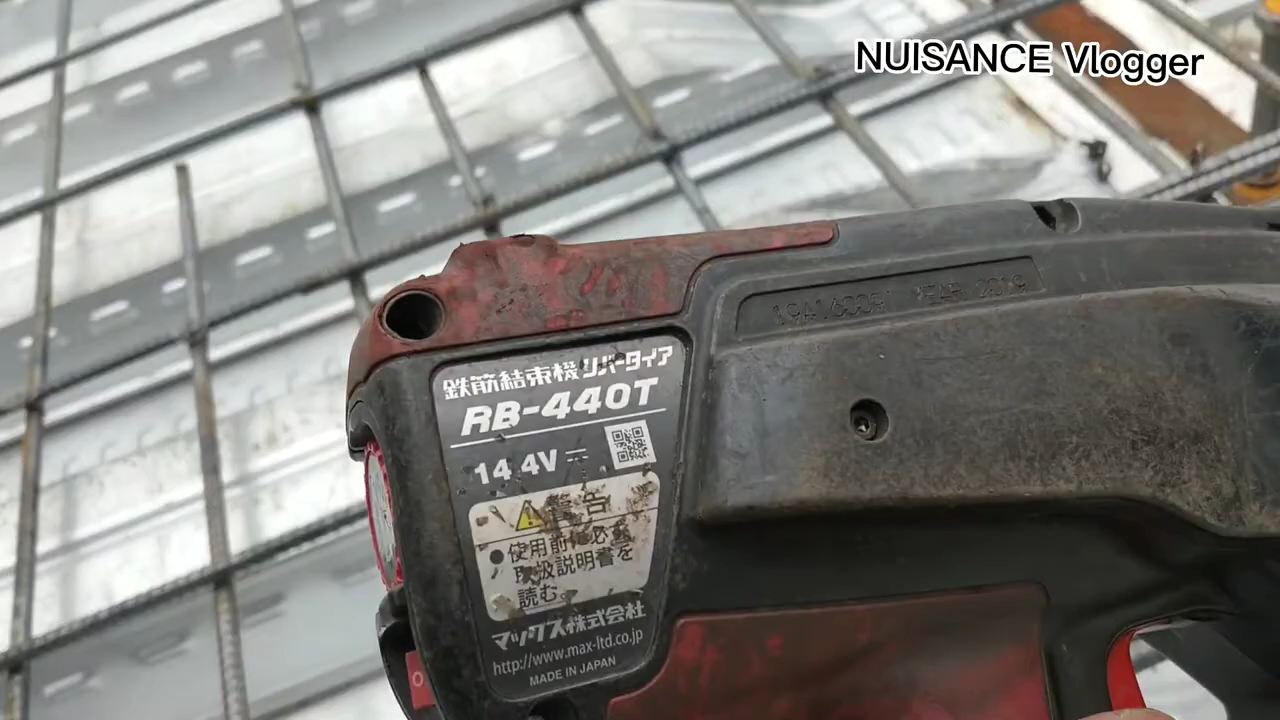 NUISANCE Vlogger
鉄筋結束機 リバータイア
RB-440T
14.4V
警告
●使用前に必ず
取扱説明書を
読む。
マックス株式会社
http://www.max-ltd.co.jp
MADE IN JAPAN
YEAR 2019